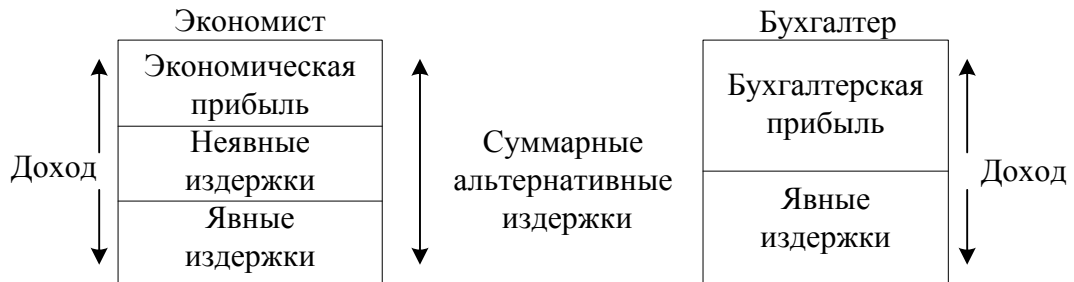 Экономист
Экономическая
прибыль
Неявные
издержки
Явные
издержки
Доход
Суммарные
альтернативные
издержки
Бухгалтер
Бухгалтерская
прибыль
Явные
издержки
Доход